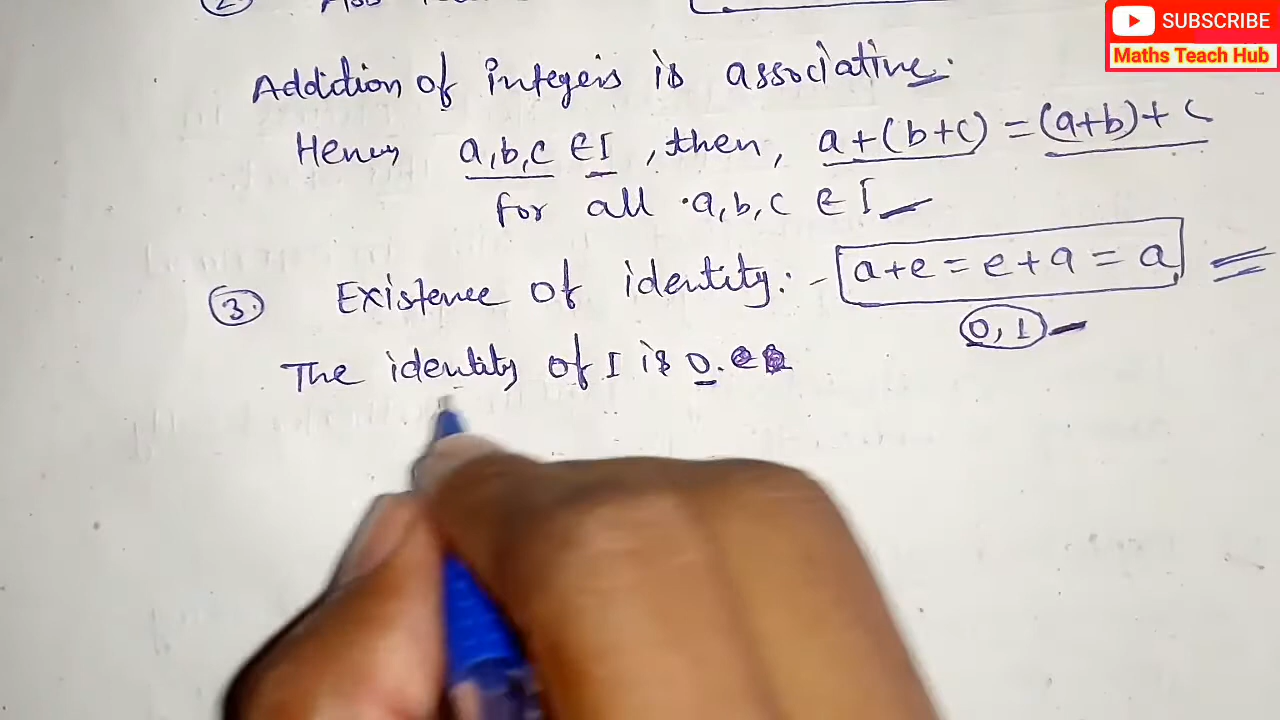 SUBSCRIBE
Maths Teach Hub
2.
Addition of integers is associative.
Hence, a,b,c ∈ I, then, a+(b+c) = (a+b)+c
for all a,b,c ∈ I
3. Existence of identity: - a+e = e+a = a
0, 1
The identity of I is 0.